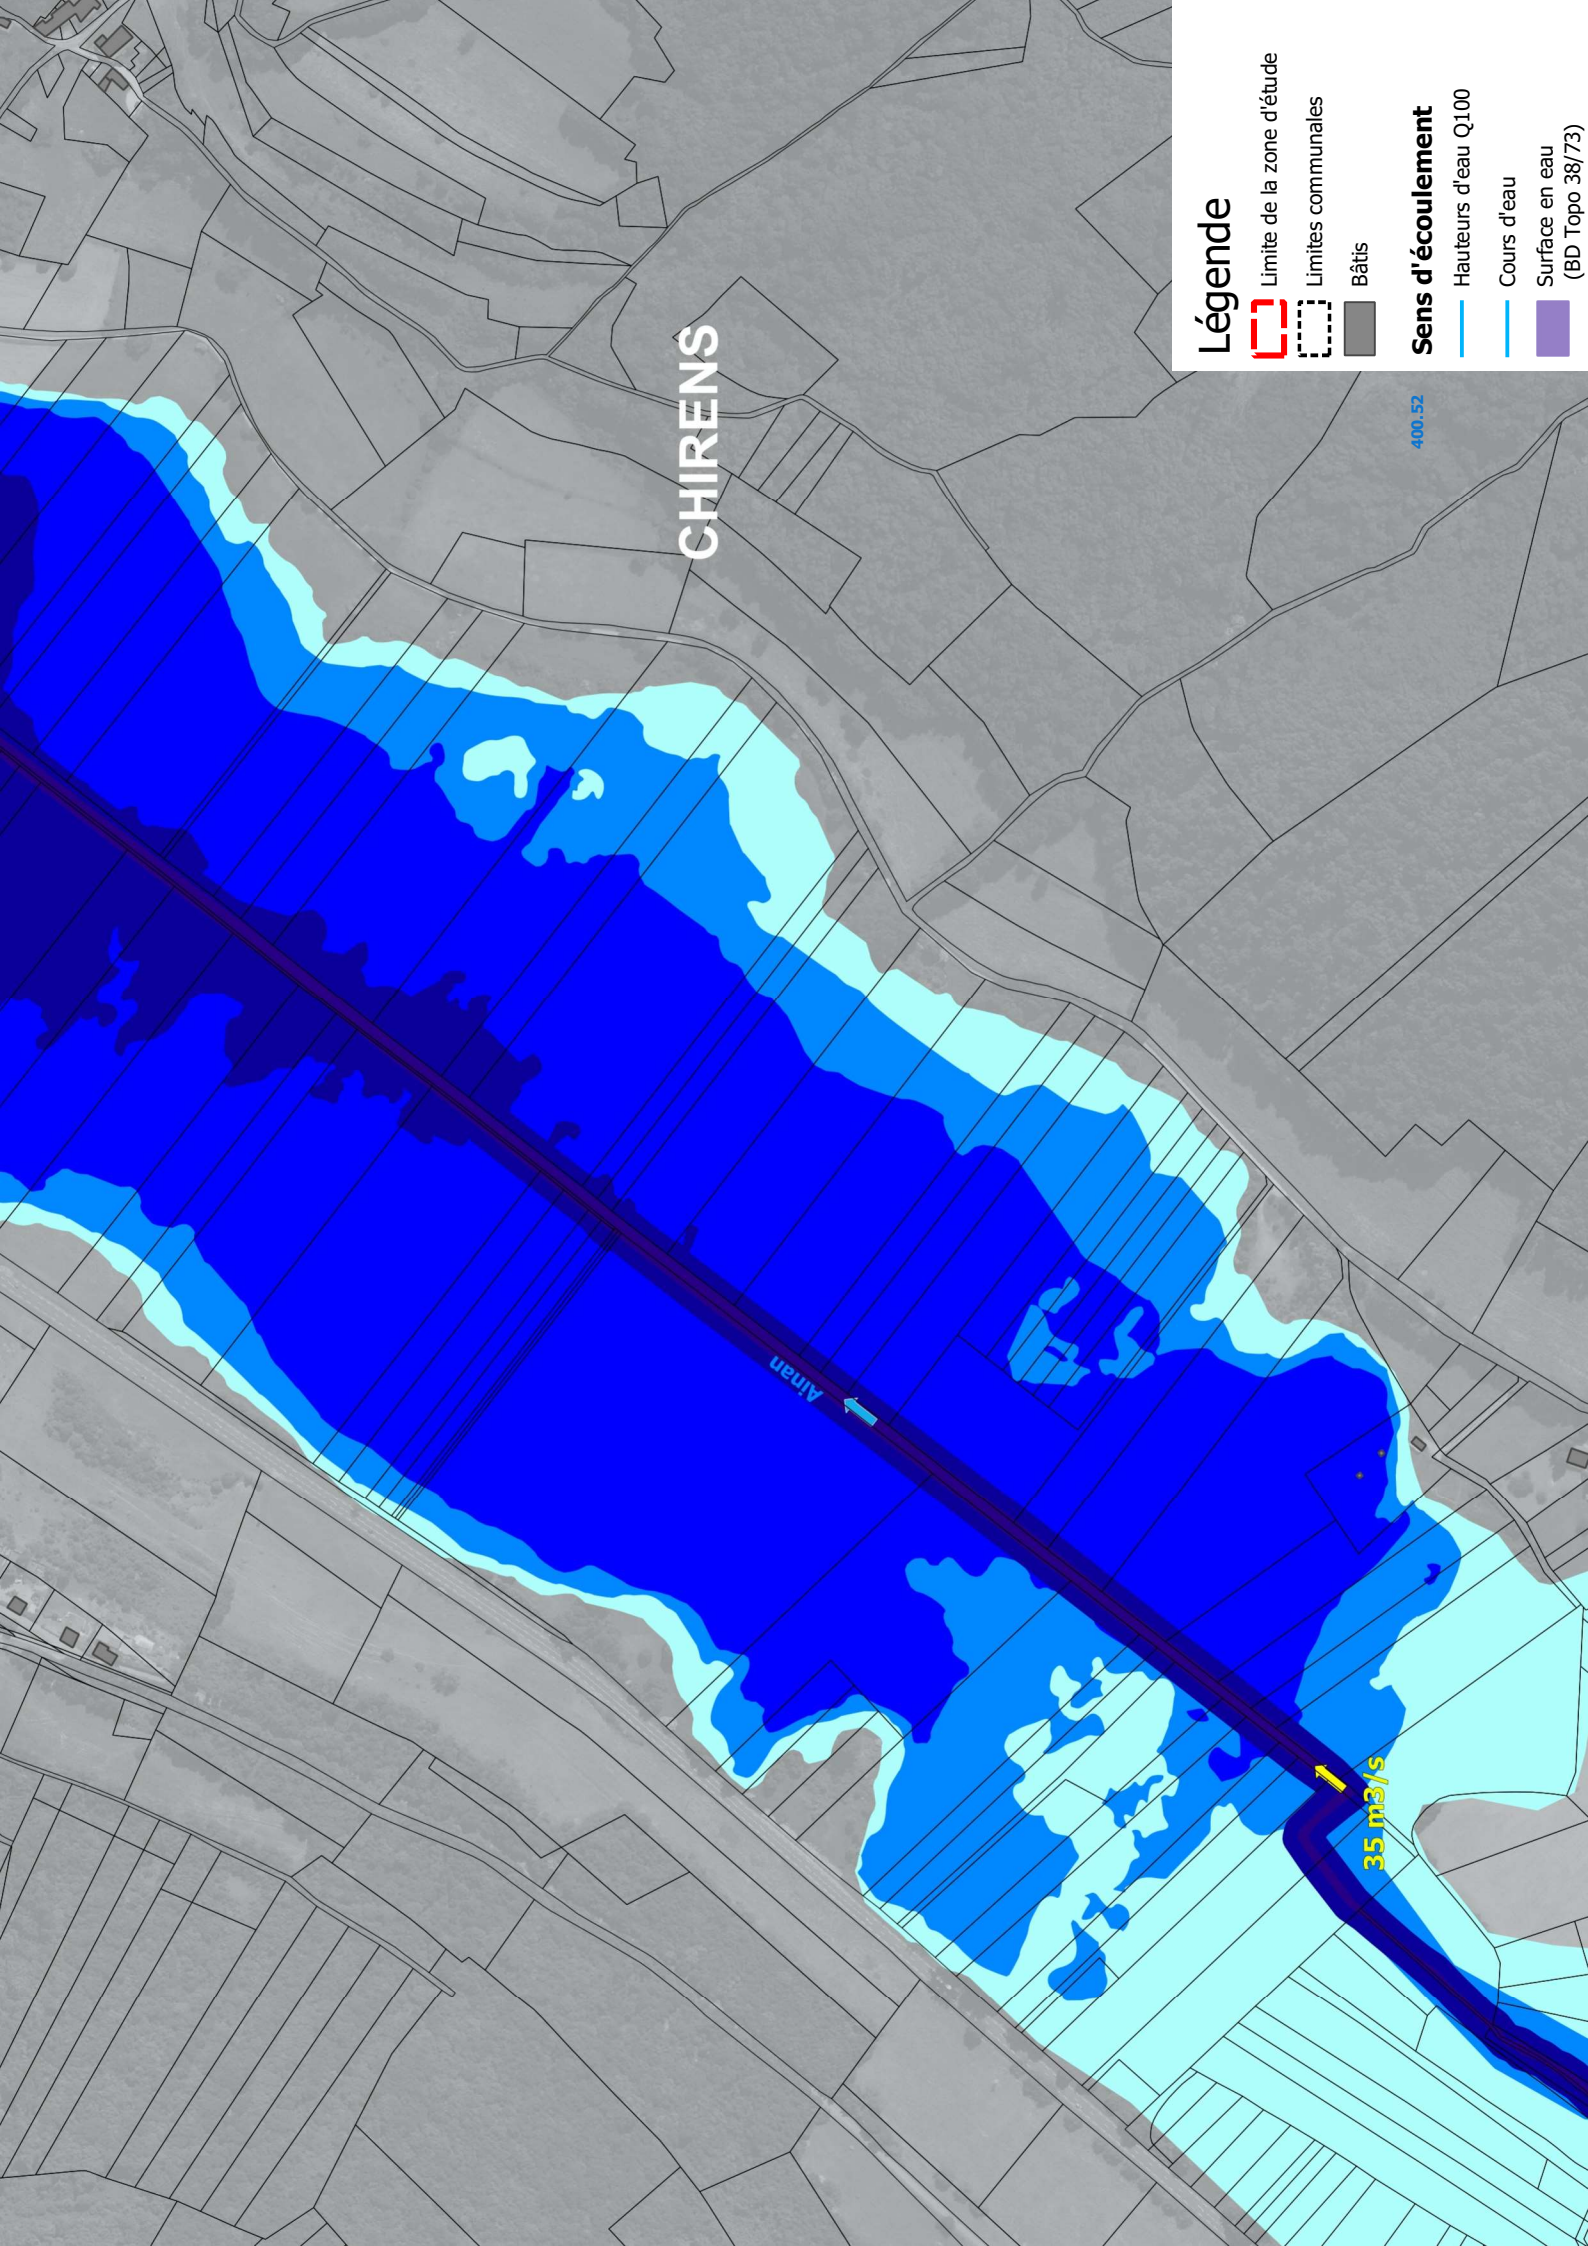 CHIRENS
Ainan
35 m3/s
400.52
Légende
Limite de la zone d'étude
Limites communales
Bâtis
Sens d'écoulement
Hauteurs d'eau Q100
Cours d'eau
Surface en eau
(BD Topo 38/73)